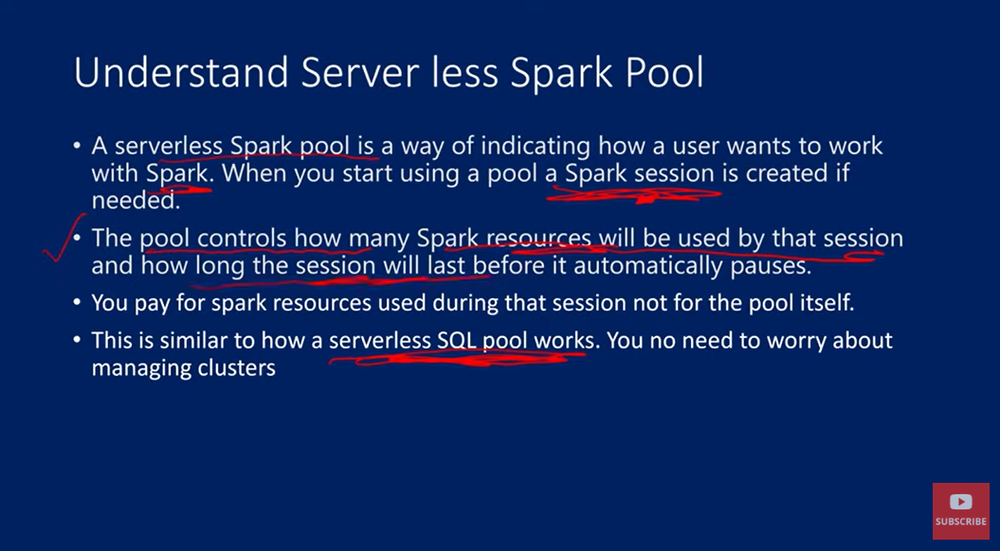 Understand Server less Spark Pool
• A serverless Spark pool is a way of indicating how a user wants to work
with Spark. When you start using a pool a Spark session is created if
needed.
• The pool controls how many Spark resources will be used by that session
and how long the session will last before it automatically pauses.
• You pay for spark resources used during that session not for the pool itself.
• This is similar to how a serverless SQL pool works. You no need to worry about
managing clusters
SUBSCRIBE